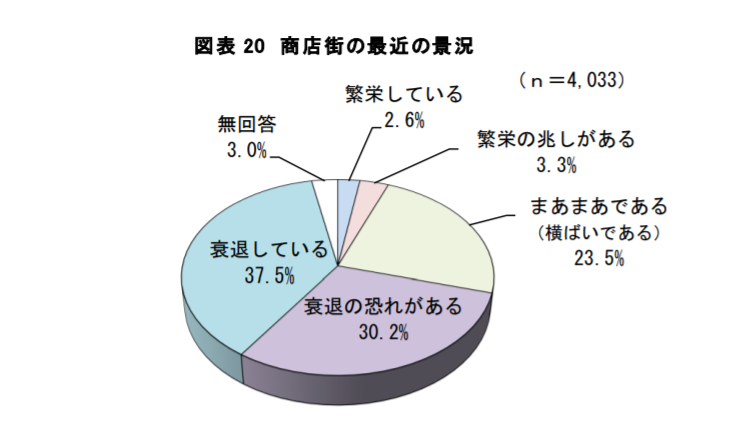 図表 20 商店街の最近の景況
（ｎ＝4,033）
繁栄している
2.6%
無回答
3.0%
繁栄の兆しがある
3.3%
まあまあである
（横ばいである）
23.5%
衰退している
37.5%
衰退の恐れがある
30.2%